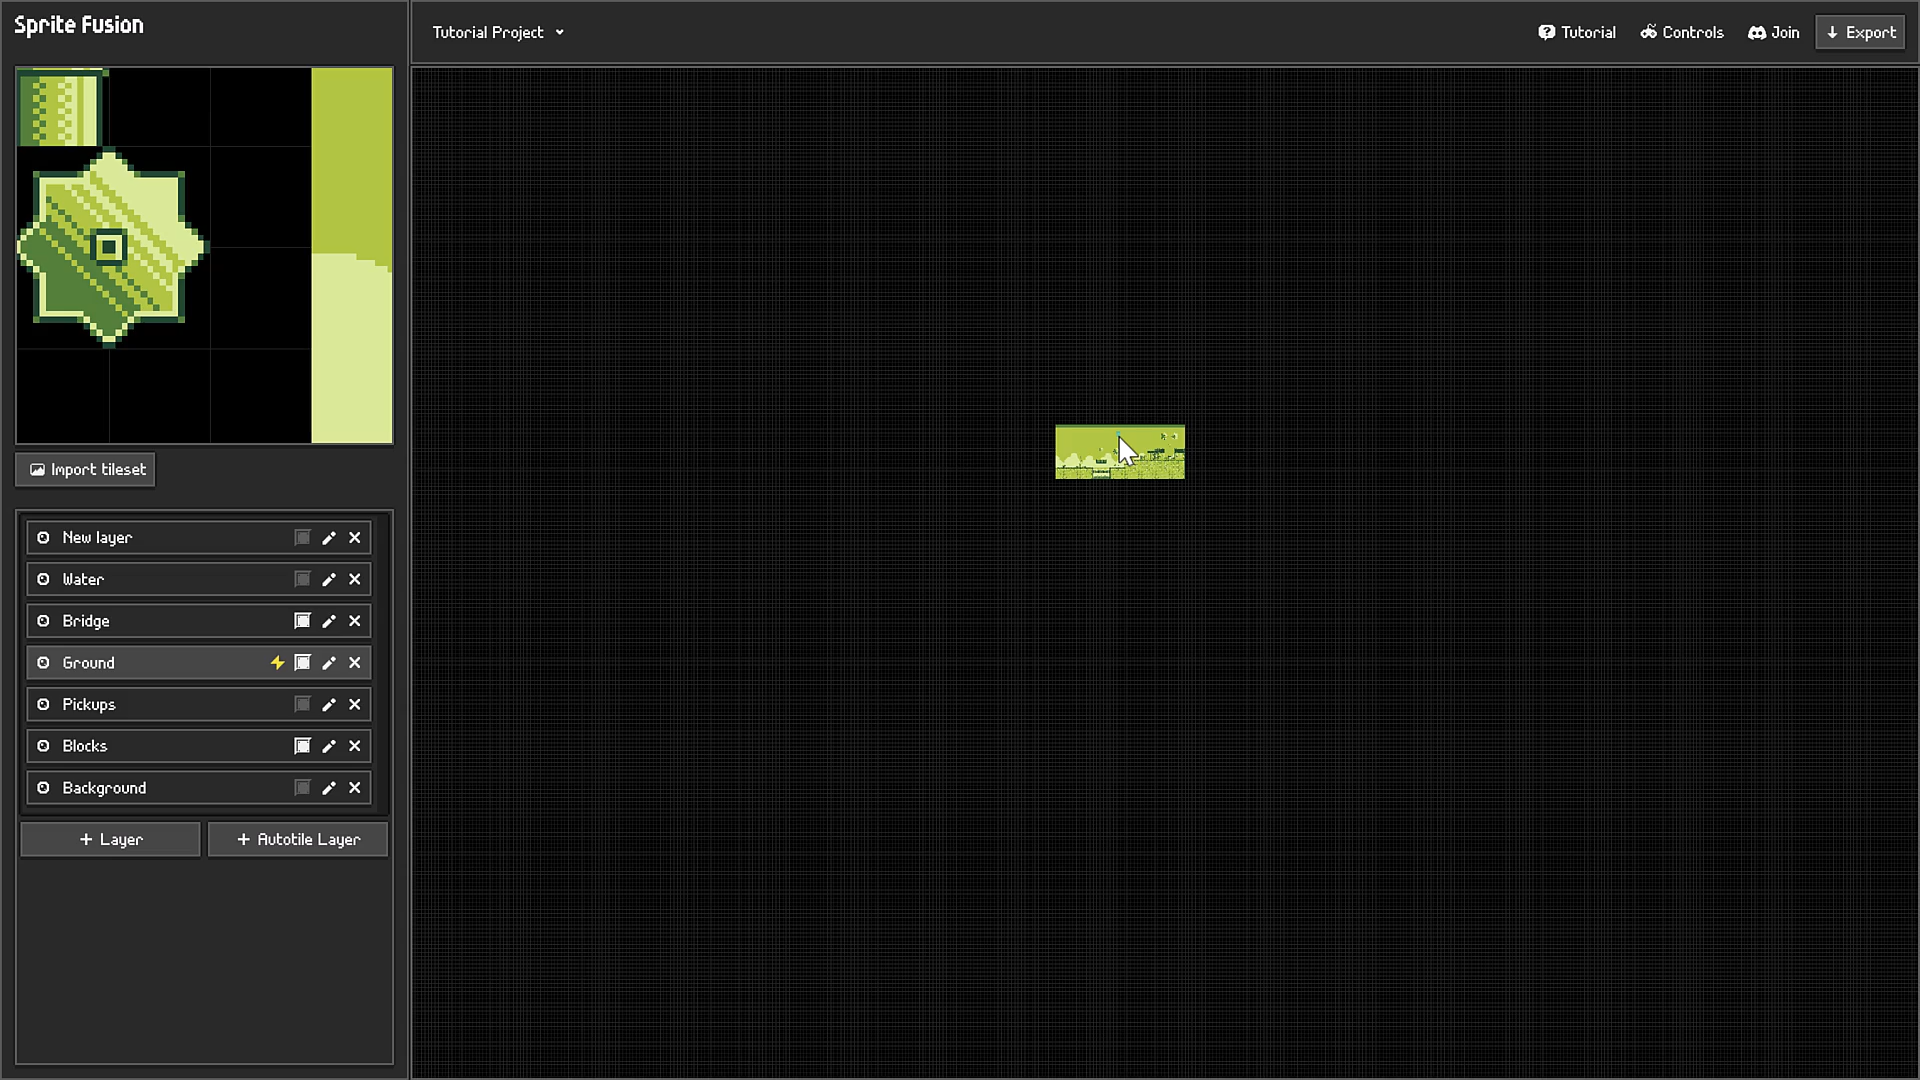 Sprite Fusion
Tutorial Project
Tutorial
Controls
Join
Export
Import tileset
New layer
Water
Bridge
Ground
Pickups
Blocks
Background
+ Layer
+ Autotile Layer